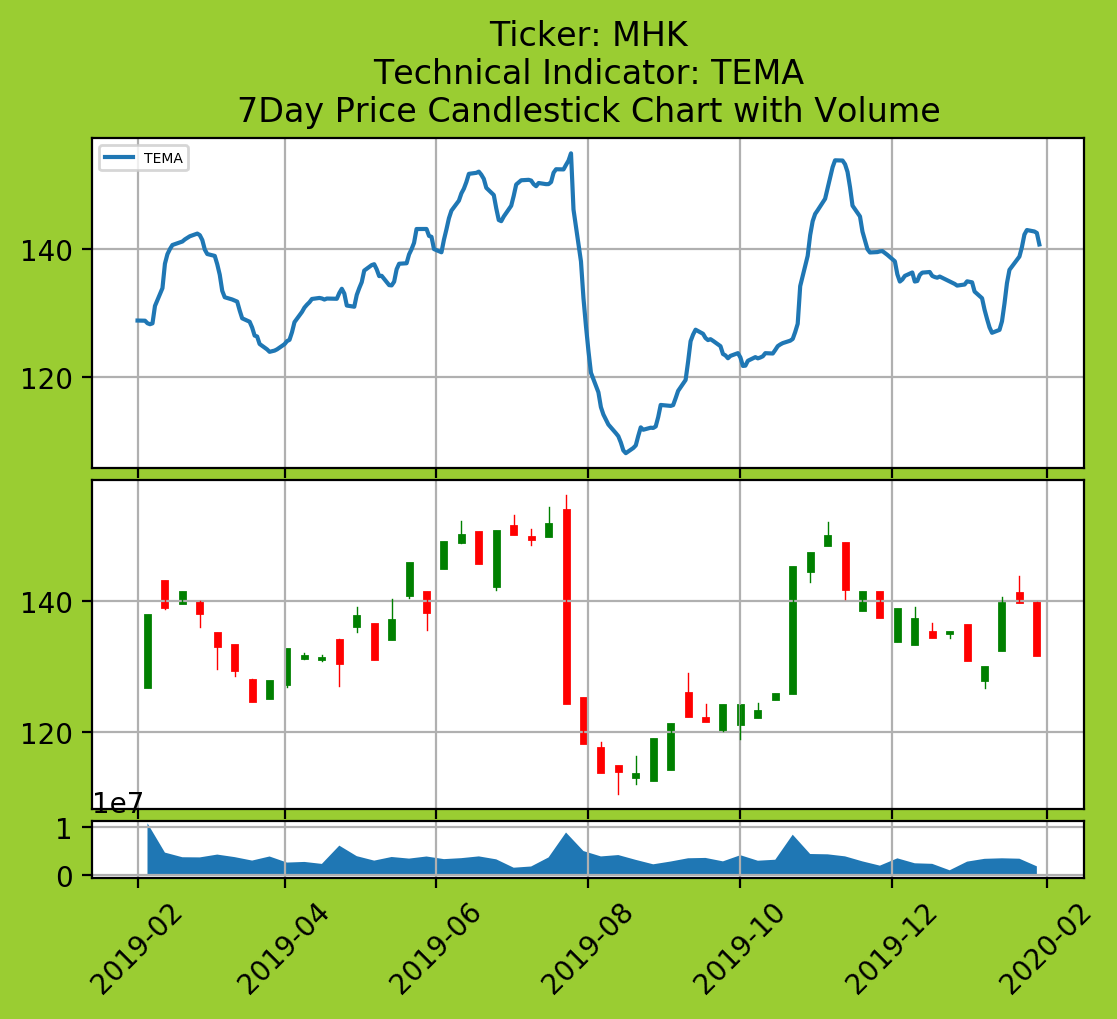 Ticker: MHK
Technical Indicator: TEMA
7Day Price Candlestick Chart with Volume
TEMA
140
120
140
120
1e7
1
0
2019-02
2019-04
2019-06
2019-08
2019-10
2019-12
2020-02